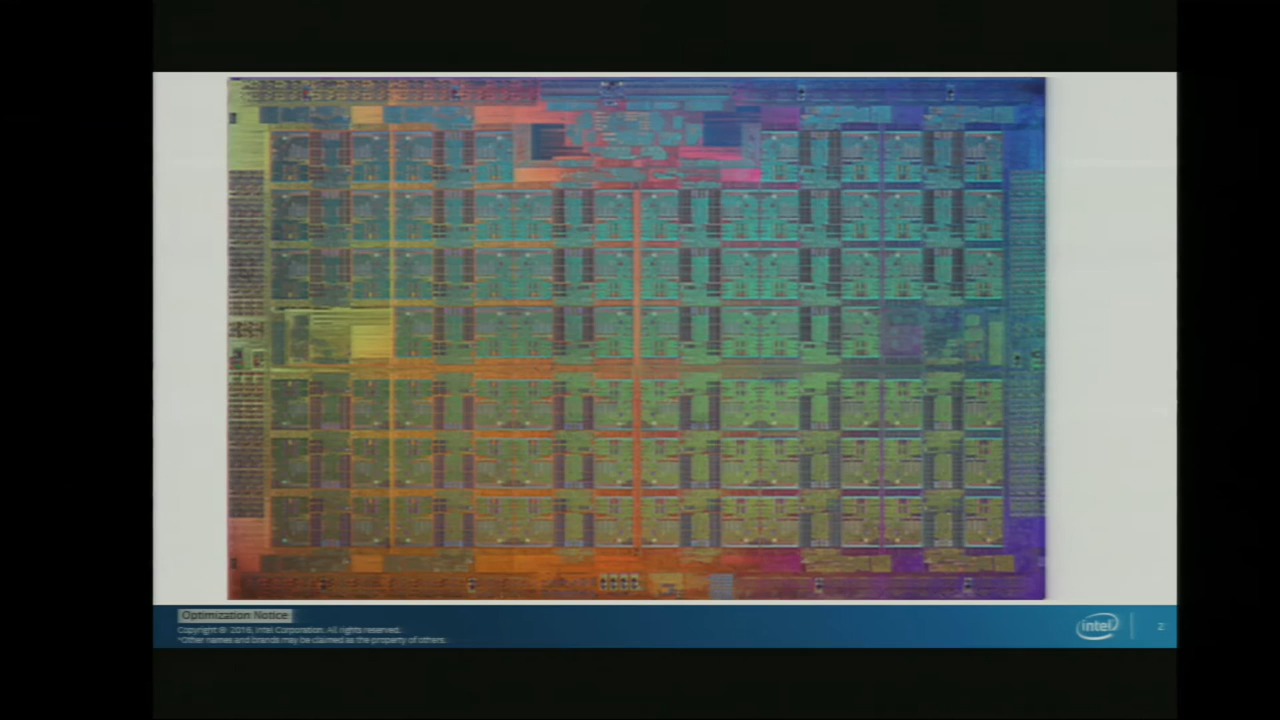 Optimization Notice
Copyright © 2016, Intel Corporation. All rights reserved.
*Other names and brands may be claimed as the property of others.
intel
2